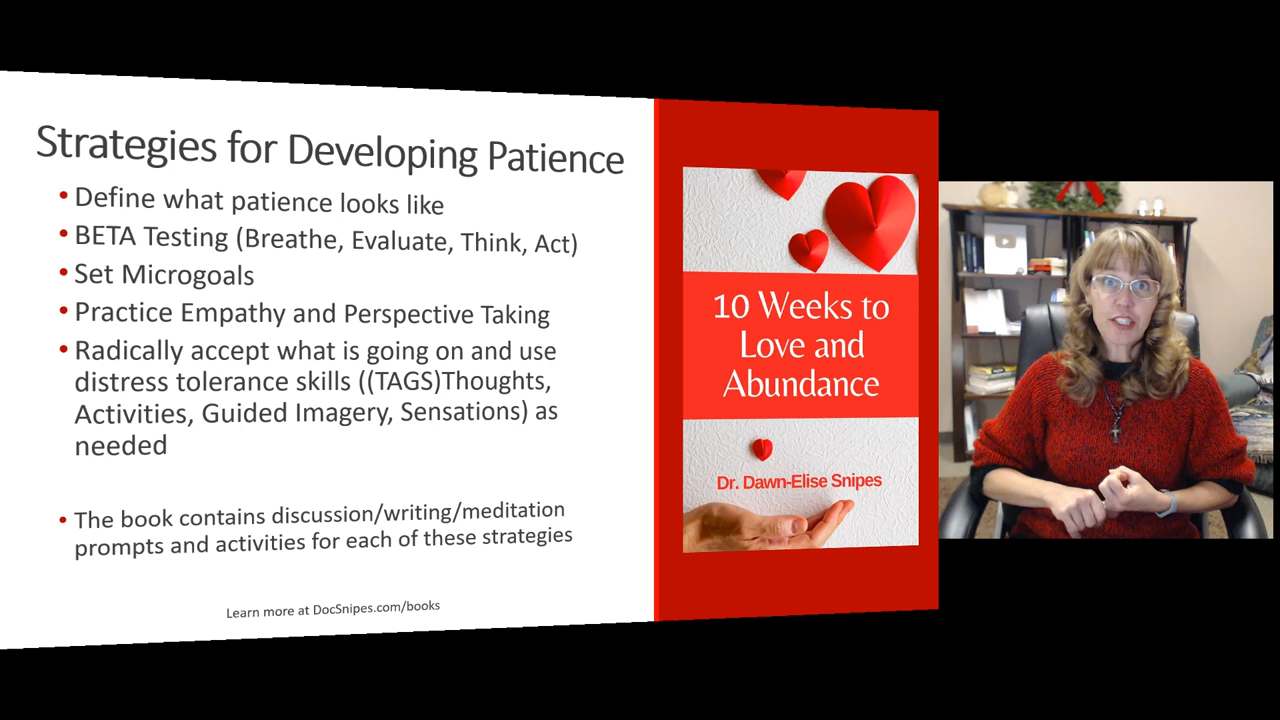 Strategies for Developing Patience
• Define what patience looks like
• BETA Testing (Breathe, Evaluate, Think, Act)
• Set Microgoals
• Practice Empathy and Perspective Taking
• Radically accept what is going on and use
distress tolerance skills ((TAGS)Thoughts,
Activities, Guided Imagery, Sensations) as
needed
• The book contains discussion/writing/meditation
prompts and activities for each of these strategies
Learn more at DocSnipes.com/books
10 Weeks to
Love and
Abundance
Dr. Dawn-Elise Snipes